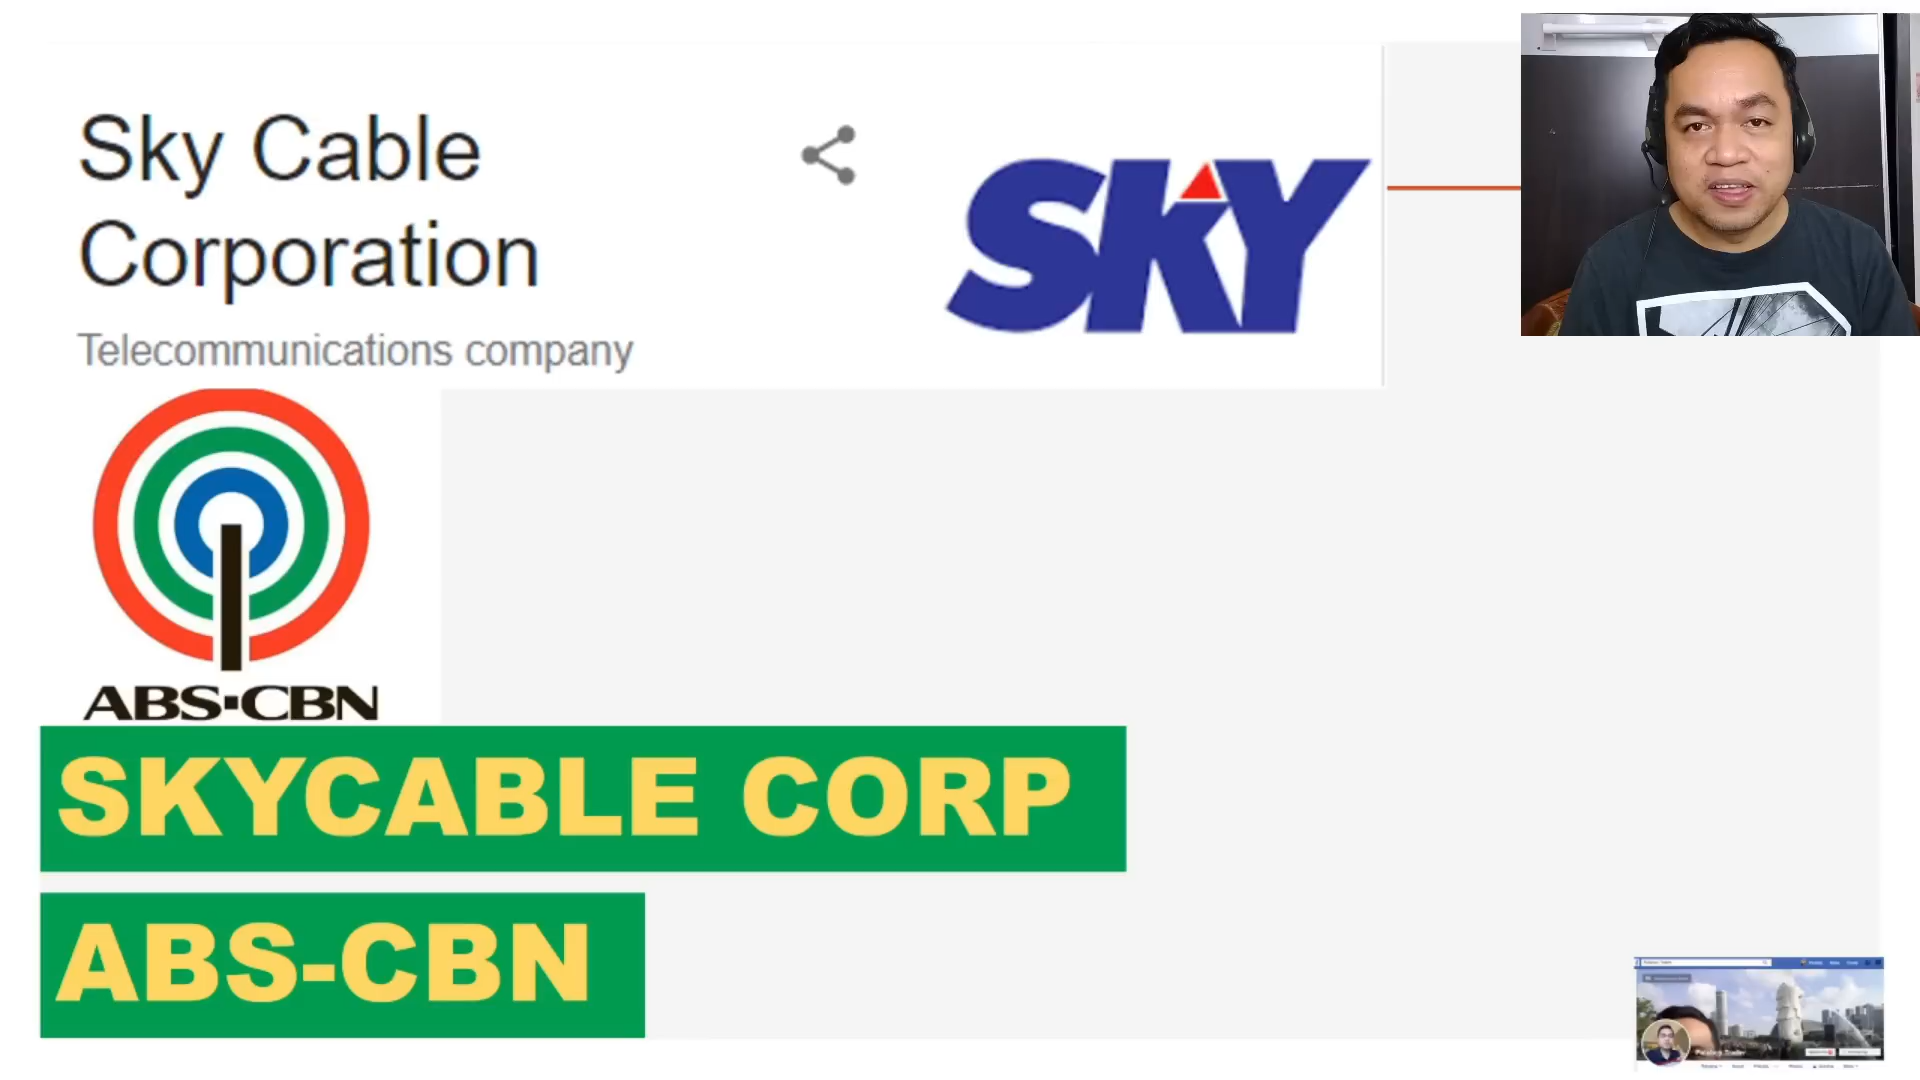 Sky Cable
Corporation
Telecommunications company
SKY
ABS-CBN
SKYCABLE CORP
ABS-CBN